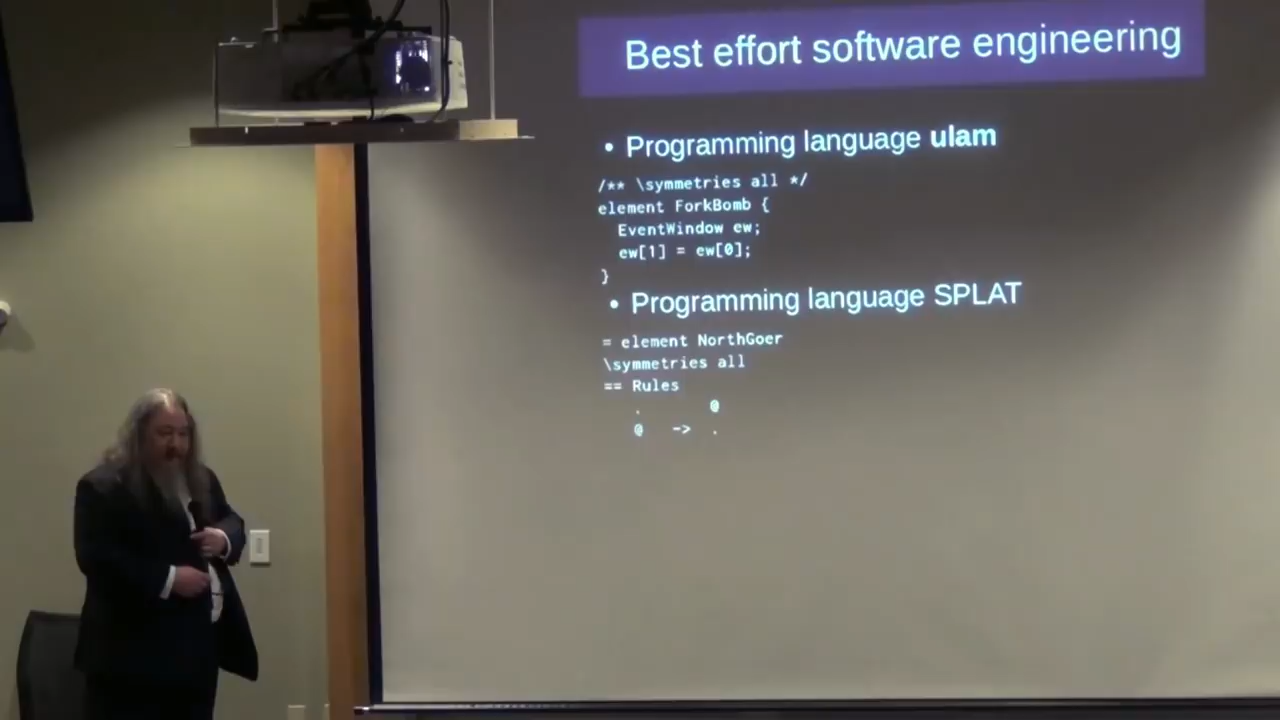 Best effort software engineering
• Programming language ulam
/** \symmetries all */
element ForkBomb {
EventWindow ew;
ew[1] = ew[0];
}
• Programming language SPLAT
= element NorthGoer
\symmetries all
== Rules
. @
@ -> .